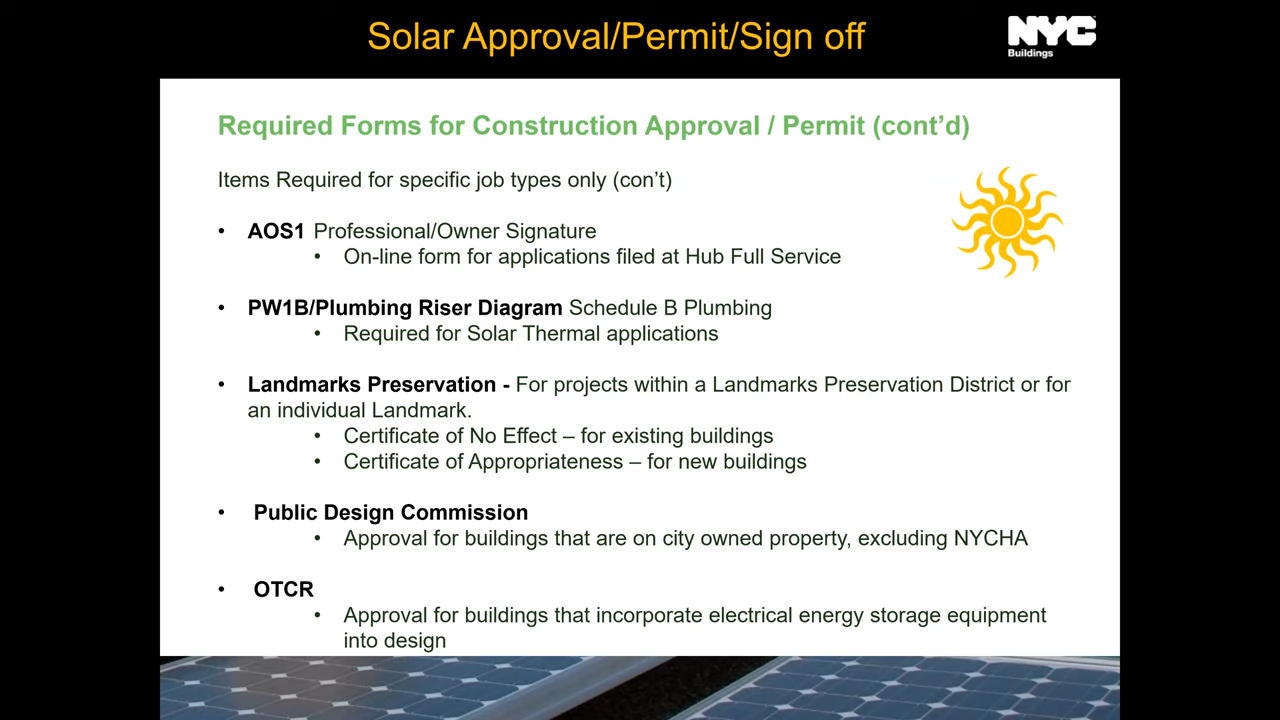 Solar Approval/Permit/Sign off
NYC
Buildings
Required Forms for Construction Approval / Permit (cont’d)
Items Required for specific job types only (con’t)
• AOS1 Professional/Owner Signature
• On-line form for applications filed at Hub Full Service
• PW1B/Plumbing Riser Diagram Schedule B Plumbing
• Required for Solar Thermal applications
• Landmarks Preservation - For projects within a Landmarks Preservation District or for
an individual Landmark.
• Certificate of No Effect – for existing buildings
• Certificate of Appropriateness – for new buildings
• Public Design Commission
• Approval for buildings that are on city owned property, excluding NYCHA
• OTCR
• Approval for buildings that incorporate electrical energy storage equipment
into design